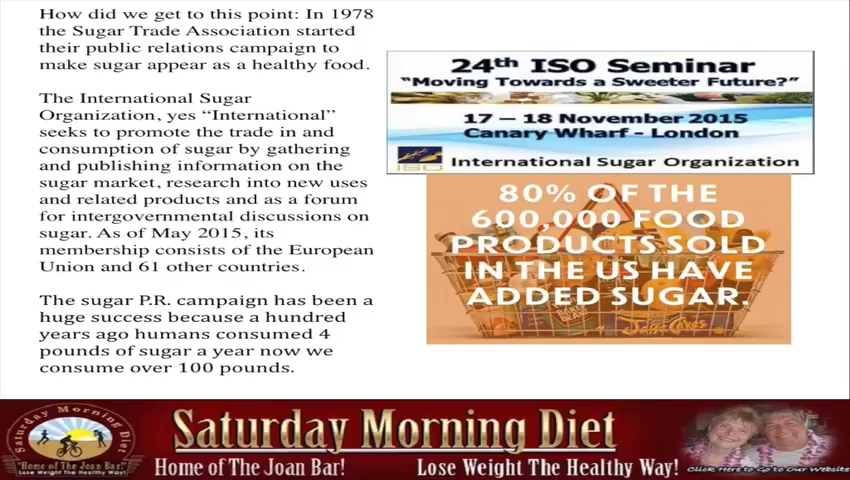 How did we get to this point: In 1978
the Sugar Trade Association started
their public relations campaign to
make sugar appear as a healthy food.
The International Sugar
Organization, yes “International”
seeks to promote the trade in and
consumption of sugar by gathering
and publishing information on the
sugar market, research into new uses
and related products and as a forum
for intergovernmental discussions on
sugar. As of May 2015, its
membership consists of the European
Union and 61 other countries.
The sugar P.R. campaign has been a
huge success because a hundred
years ago humans consumed 4
pounds of sugar a year now we
consume over 100 pounds.
24th ISO Seminar
“Moving Towards a Sweeter Future?”
17 – 18 November 2015
Canary Wharf - London
ISO
International Sugar Organization
80% OF THE
600,000 FOOD
PRODUCTS SOLD
IN THE US HAVE
ADDED SUGAR.
Jaffa Cakes
Saturday Morning Diet
"Home of The Joan Bar!"
Lose Weight The Healthy Way!
Saturday Morning Diet
Home of The Joan Bar!
Lose Weight The Healthy Way!
Click Here to Go to Our Website